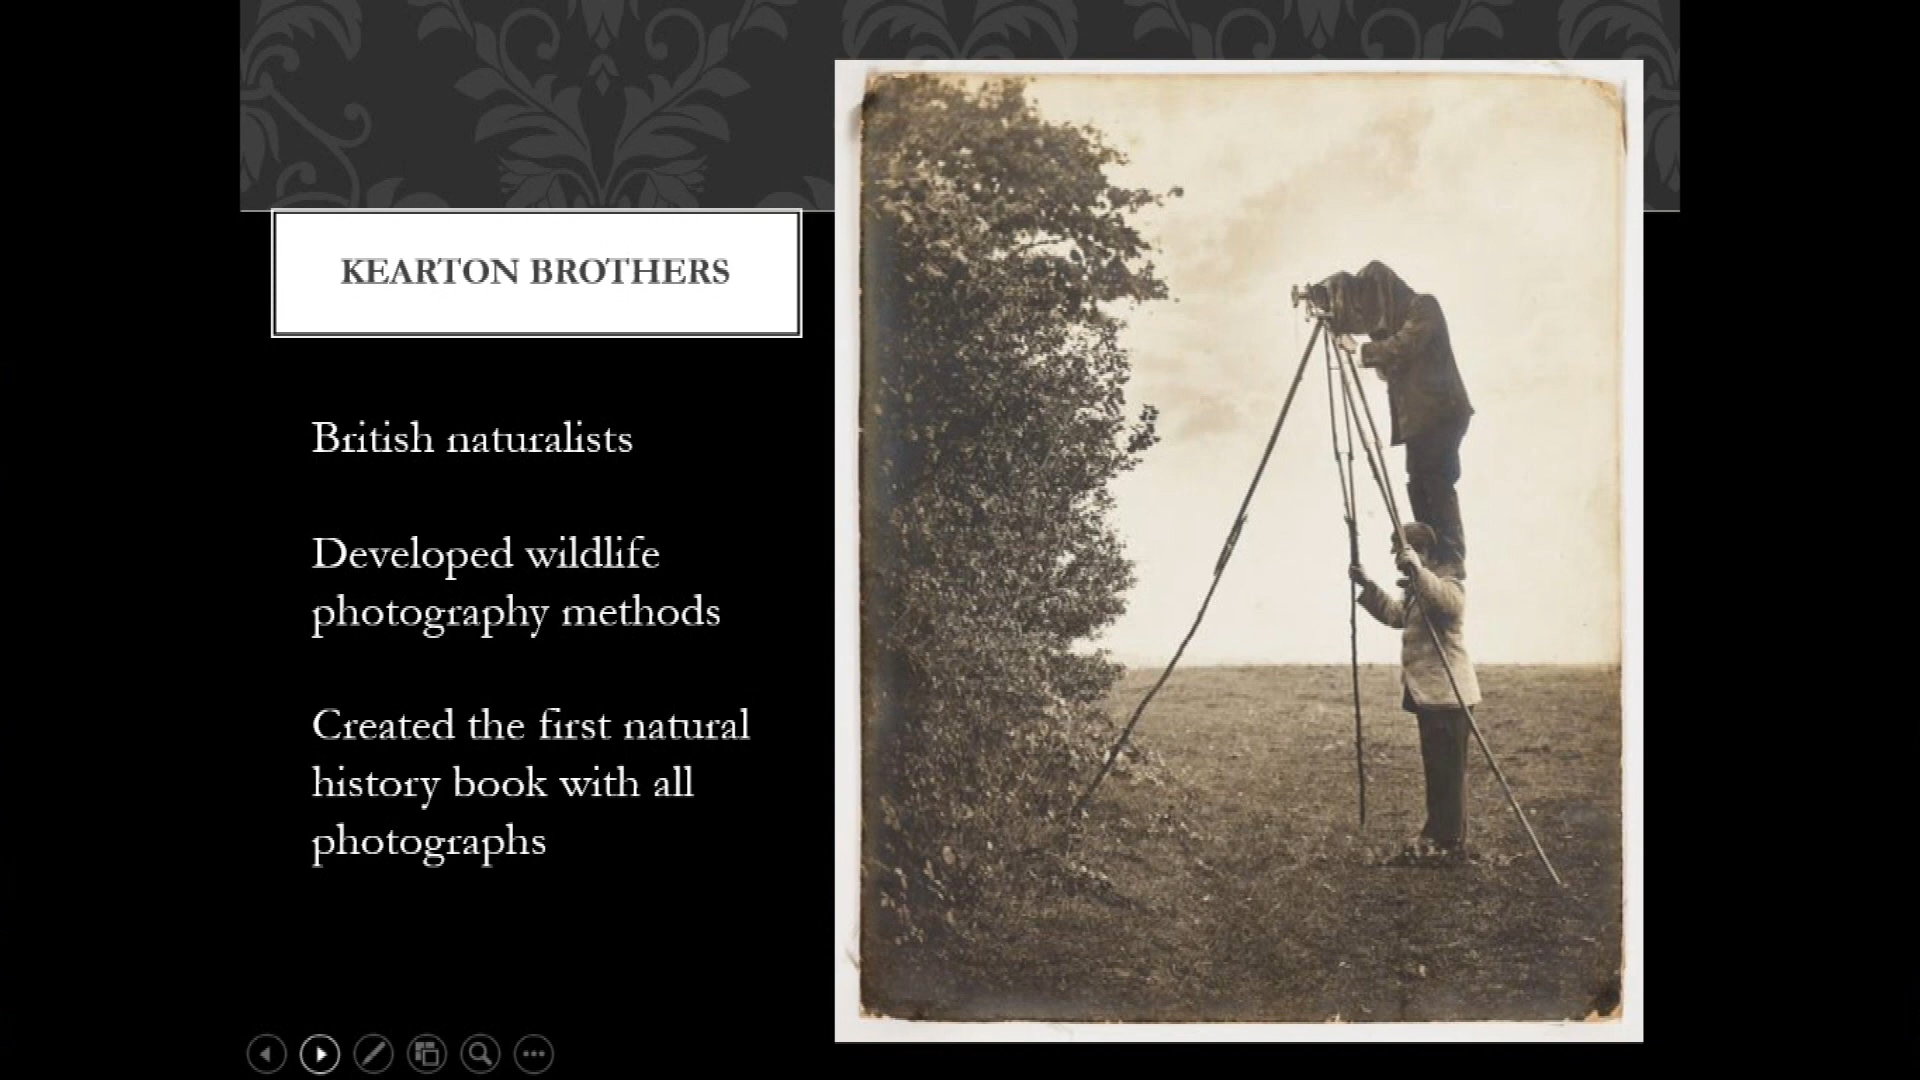 KEARTON BROTHERS
British naturalists
Developed wildlife
photography methods
Created the first natural
history book with all
photographs